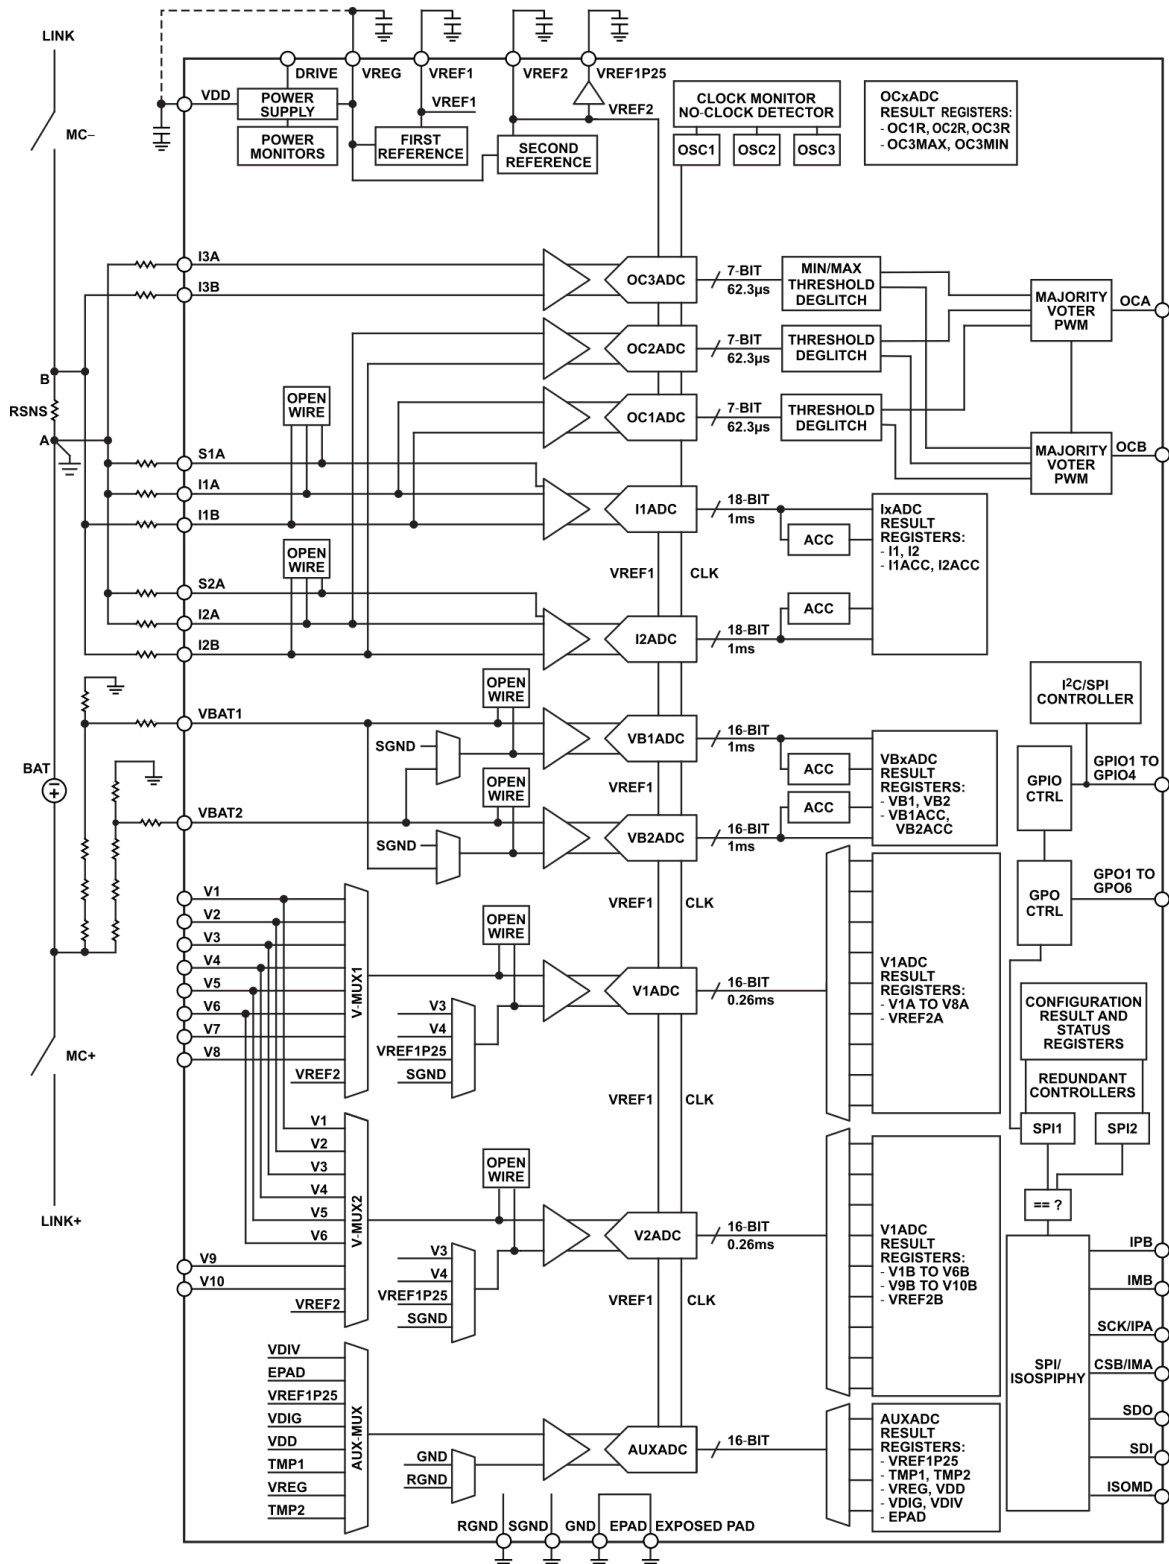 LINK
DRIVE
VREG
VREF1
VREF2
VREF1P25
VDD
POWER
SUPPLY
POWER
MONITORS
VREF1
FIRST
REFERENCE
VREF2
SECOND
REFERENCE
CLOCK MONITOR
NO-CLOCK DETECTOR
OSC1
OSC2
OSC3
OCxADC
RESULT REGISTERS:
- OC1R, OC2R, OC3R
- OC3MAX, OC3MIN
MC–
I3A
I3B
OC3ADC
7-BIT
62.3µs
MIN/MAX
THRESHOLD
DEGLITCH
MAJORITY
VOTER
PWM
OCA
OC2ADC
7-BIT
62.3µs
THRESHOLD
DEGLITCH
B
RSNS
A
OPEN
WIRE
OC1ADC
7-BIT
62.3µs
THRESHOLD
DEGLITCH
MAJORITY
VOTER
PWM
OCB
S1A
I1A
I1B
I1ADC
18-BIT
1ms
ACC
IxADC
RESULT
REGISTERS:
- I1, I2
- I1ACC, I2ACC
OPEN
WIRE
VREF1
CLK
S2A
I2A
I2B
I2ADC
18-BIT
1ms
ACC
VBAT1
OPEN
WIRE
SGND
VB1ADC
16-BIT
1ms
ACC
VBxADC
RESULT
REGISTERS:
- VB1, VB2
- VB1ACC,
VB2ACC
I²C/SPI
CONTROLLER
GPIO
CTRL
GPIO1 TO
GPIO4
BAT
VREF1
OPEN
WIRE
VBAT2
SGND
VB2ADC
16-BIT
1ms
ACC
GPO
CTRL
GPO1 TO
GPO6
V1
V2
V3
V4
V5
V6
V7
V8
VREF2
V-MUX1
VREF1
CLK
OPEN
WIRE
V3
V4
VREF1P25
SGND
V1ADC
16-BIT
0.26ms
V1ADC
RESULT
REGISTERS:
- V1A TO V8A
- VREF2A
CONFIGURATION
RESULT AND
STATUS
REGISTERS
REDUNDANT
CONTROLLERS
SPI1
SPI2
== ?
MC+
LINK+
VREF1
CLK
V1
V2
V3
V4
V5
V6
V9
V10
VREF2
V-MUX2
OPEN
WIRE
V3
V4
VREF1P25
SGND
V2ADC
16-BIT
0.26ms
V1ADC
RESULT
REGISTERS:
- V1B TO V6B
- V9B TO V10B
- VREF2B
VREF1
CLK
VDIV
EPAD
VREF1P25
VDIG
VDD
TMP1
VREG
TMP2
AUX-MUX
GND
RGND
AUXADC
16-BIT
AUXADC
RESULT
REGISTERS:
- VREF1P25
- TMP1, TMP2
- VREG, VDD
- VDIG, VDIV
- EPAD
SPI/
ISOSPIPHY
IPB
IMB
SCK/IPA
CSB/IMA
SDO
SDI
ISOMD
RGND
SGND
GND
EPAD
EXPOSED PAD